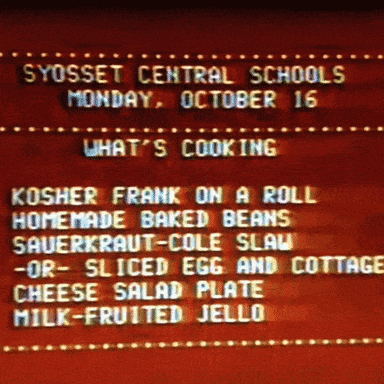 SYOSSET CENTRAL SCHOOLS
MONDAY, OCTOBER 16
WHAT'S COOKING
KOSHER FRANK ON A ROLL
HOMEMADE BAKED BEANS
SAUERKRAUT-COLE SLAW
-OR- SLICED EGG AND COTTAGE
CHEESE SALAD PLATE
MILK-FRUITED JELLO